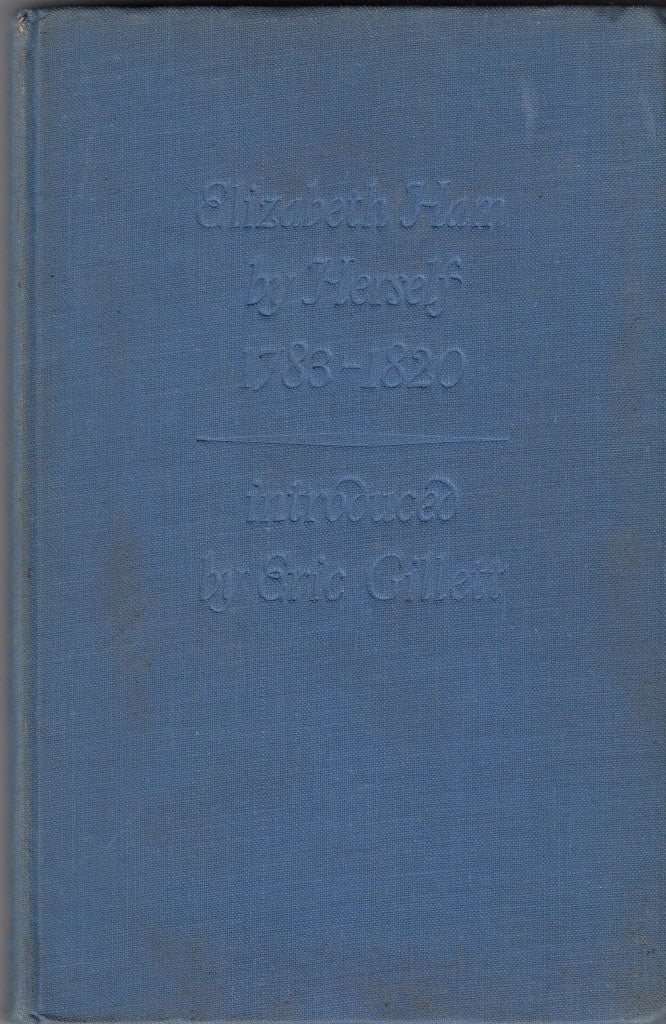 Elizabeth Ham
by Herself
1783-1820
introduced
by Eric Gillett